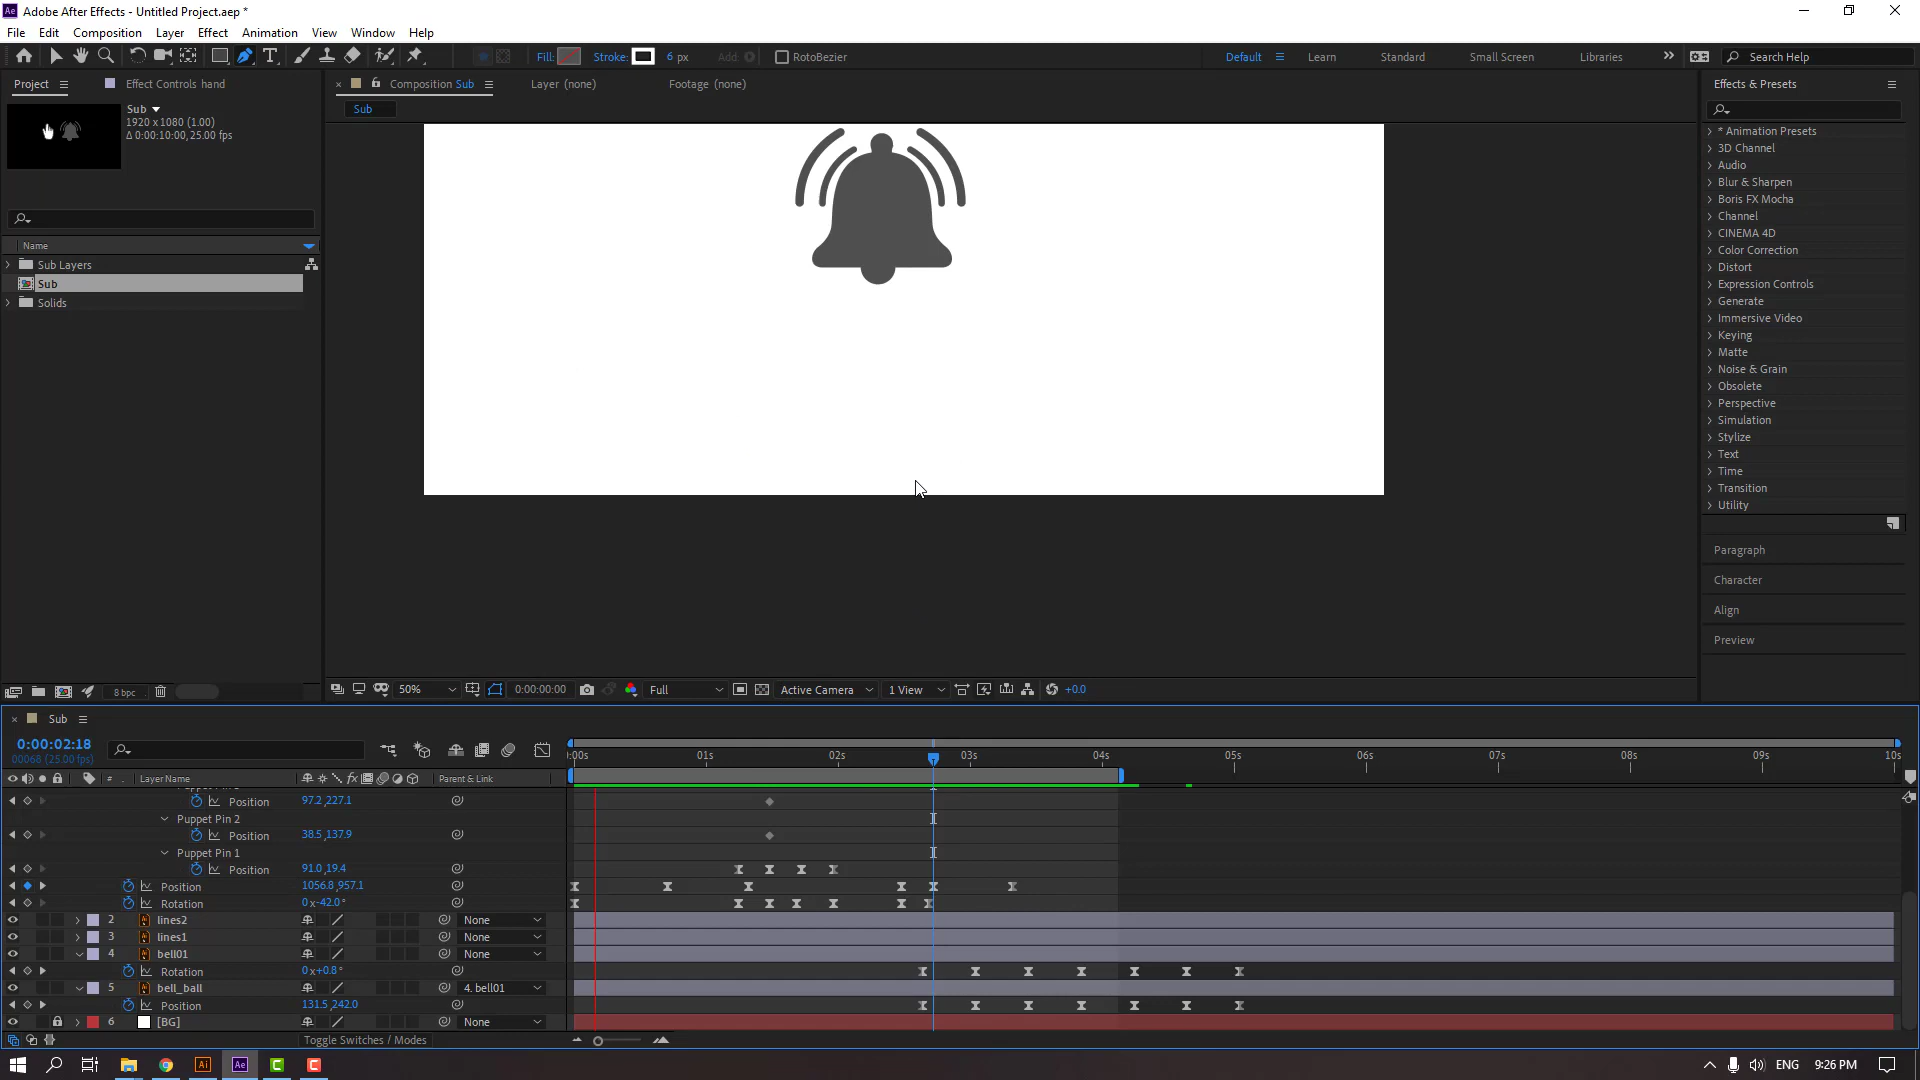 Adobe After Effects - Untitled Project.aep *
File Edit Composition Layer Effect Animation View Window Help
Fill: Stroke: 6 px Add: RotoBezier Default Learn Standard Small Screen Libraries Search Help
Project Effect Controls hand
Composition Sub Layer (none) Footage (none)
Effects & Presets
Sub
Sub
1920 x 1080 (1.00)
Δ 0:00:10:00, 25.00 fps
Name
Sub Layers
Sub
Solids
* Animation Presets
3D Channel
Audio
Blur & Sharpen
Boris FX Mocha
Channel
CINEMA 4D
Color Correction
Distort
Expression Controls
Generate
Immersive Video
Keying
Matte
Noise & Grain
Obsolete
Perspective
Simulation
Stylize
Text
Time
Transition
Utility
Paragraph
Character
Align
Preview
8 bpc
50% 0:00:00:00 Full Active Camera 1 View +0.0
Sub
0:00:02:18
00068 (25.00 fps)
:00s 01s 02s 03s 04s 05s 06s 07s 08s 09s 10s
# Layer Name Parent & Link
Position 97.2,227.1
Puppet Pin 2
Position 38.5,137.9
Puppet Pin 1
Position 91.0,19.4
Position 1056.8,957.1
Rotation 0x-42.0°
2 lines2 None
3 lines1 None
4 bell01 None
Rotation 0x+0.8°
5 bell_ball 4. bell01
Position 131.5,242.0
6 [BG] None
Toggle Switches / Modes
Ai Ae C C ENG 9:26 PM